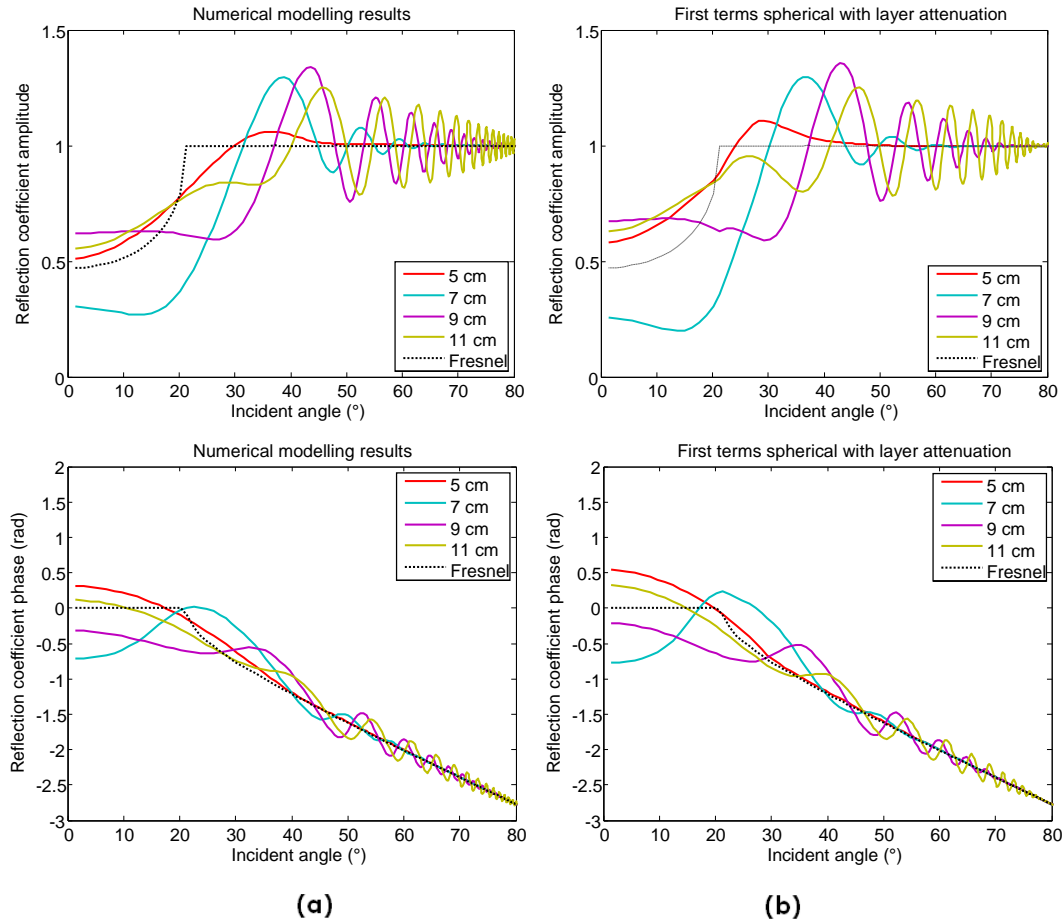 Numerical modelling results
First terms spherical with layer attenuation
Reflection coefficient amplitude
1.5
1
0.5
0
5 cm
7 cm
9 cm
11 cm
Fresnel
0 10 20 30 40 50 60 70 80
Incident angle (°)
Reflection coefficient amplitude
1.5
1
0.5
0
5 cm
7 cm
9 cm
11 cm
Fresnel
0 10 20 30 40 50 60 70 80
Incident angle (°)
Numerical modelling results
First terms spherical with layer attenuation
Reflection coefficient phase (rad)
2
1.5
1
0.5
0
-0.5
-1
-1.5
-2
-2.5
-3
5 cm
7 cm
9 cm
11 cm
Fresnel
0 10 20 30 40 50 60 70 80
Incident angle (°)
Reflection coefficient phase (rad)
2
1.5
1
0.5
0
-0.5
-1
-1.5
-2
-2.5
-3
5 cm
7 cm
9 cm
11 cm
Fresnel
0 10 20 30 40 50 60 70 80
Incident angle (°)
(a)
(b)